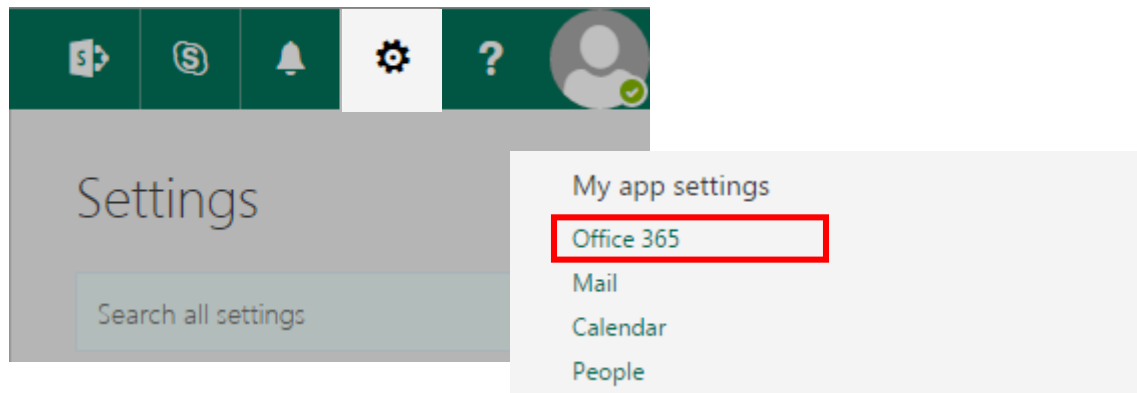 S
S
?
Settings
Search all settings
My app settings
Office 365
Mail
Calendar
People